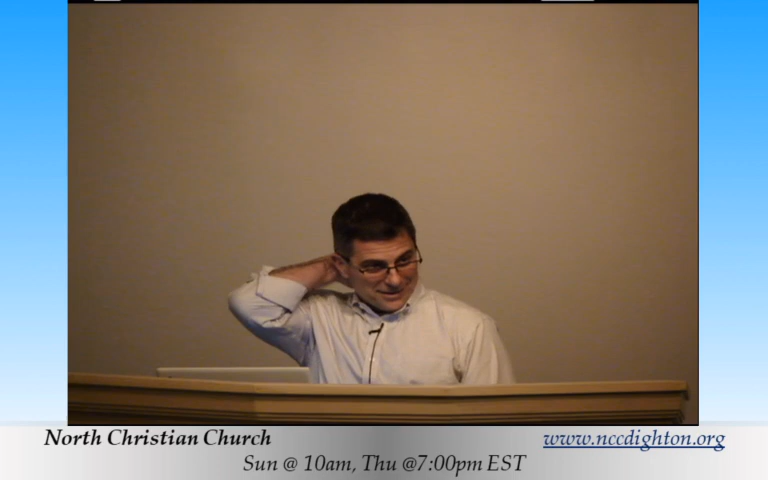 North Christian Church
www.nccdighton.org
Sun @ 10am, Thu @7:00pm EST